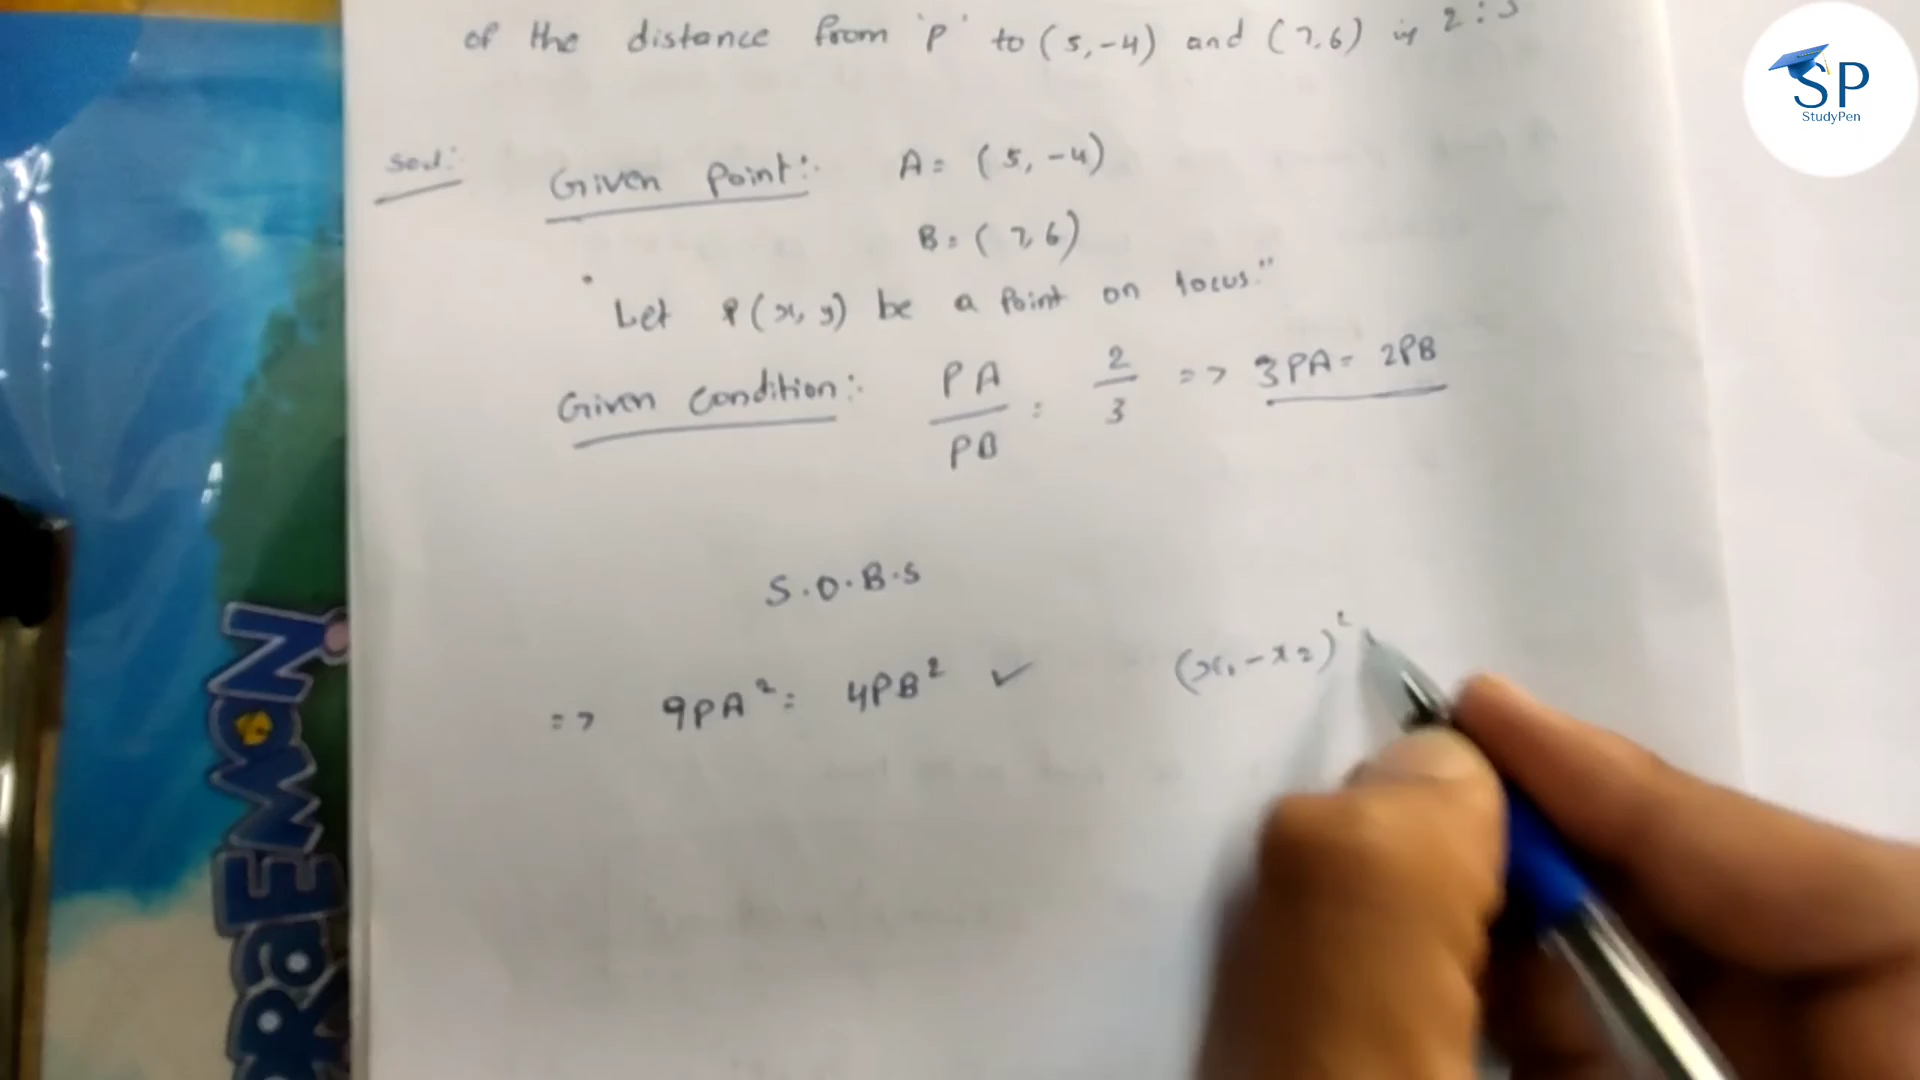 of the distance from 'P' to (5,-4) and (7,6) is 2:3
Sol:
Given Point:- A = (5, -4)
B = (7, 6)
"Let P(x, y) be a Point on locus."
Given Condition:- PA/PB = 2/3 => 3PA = 2PB
S.O.B.S
=> 9PA² = 4PB² ✓ (x₁-x₂)²
SP
StudyPen
DORaEMON